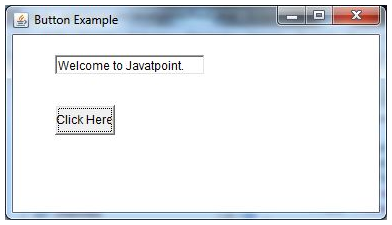 Button Example
Welcome to Javatpoint.
Click Here